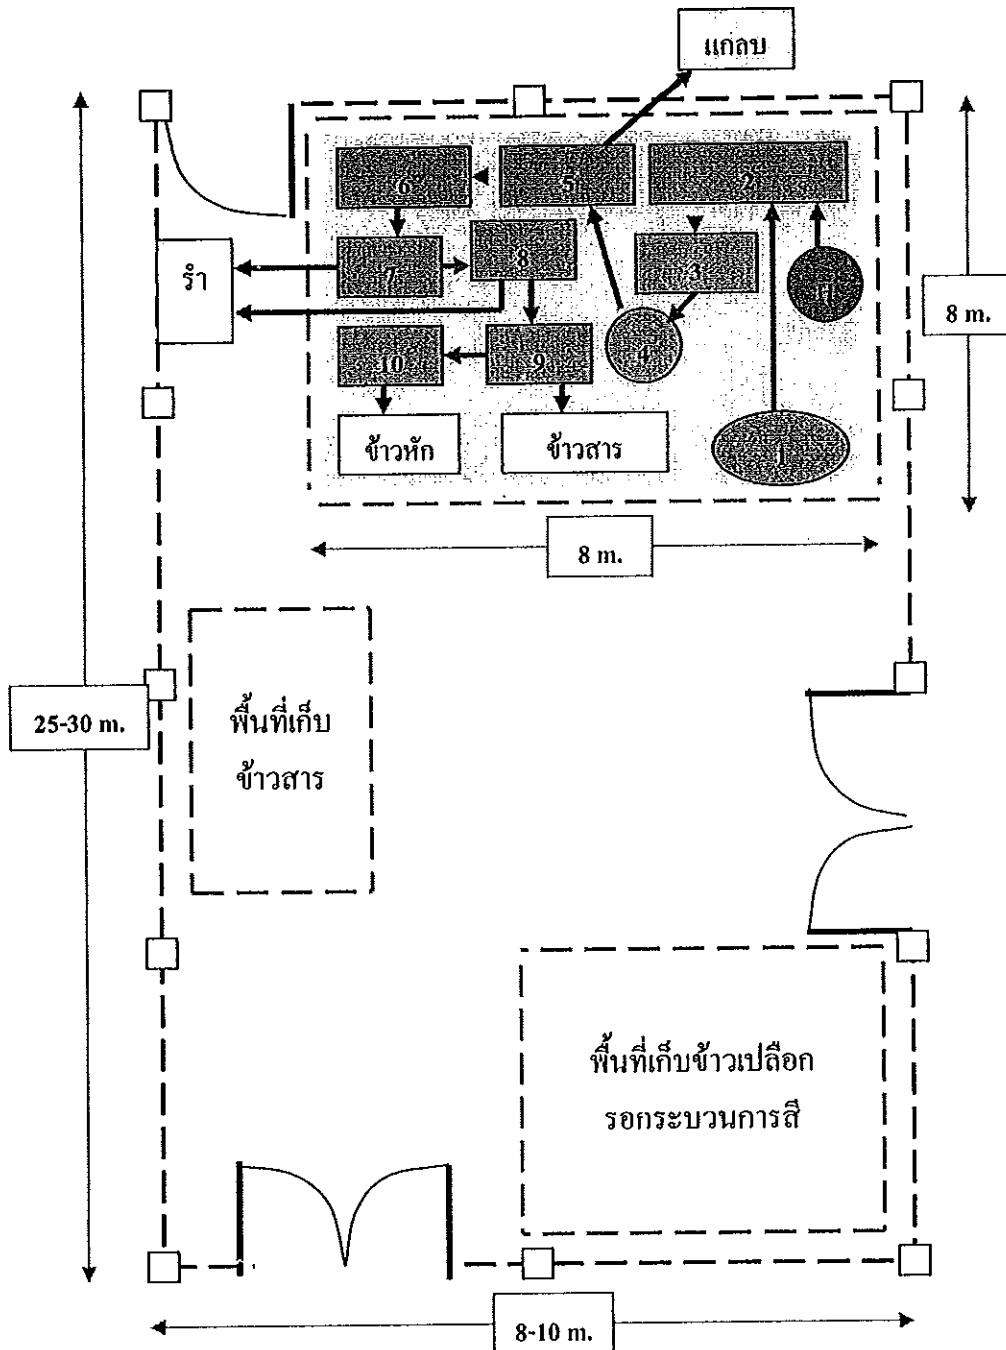 แกลบ
6
5
2
รำ
7
8
3
11
8 m.
10
9
4
ข้าวหัก
ข้าวสาร
1
8 m.
25-30 m.
พื้นที่เก็บ
ข้าวสาร
พื้นที่เก็บข้าวเปลือก
รอกระบวนการสี
8-10 m.